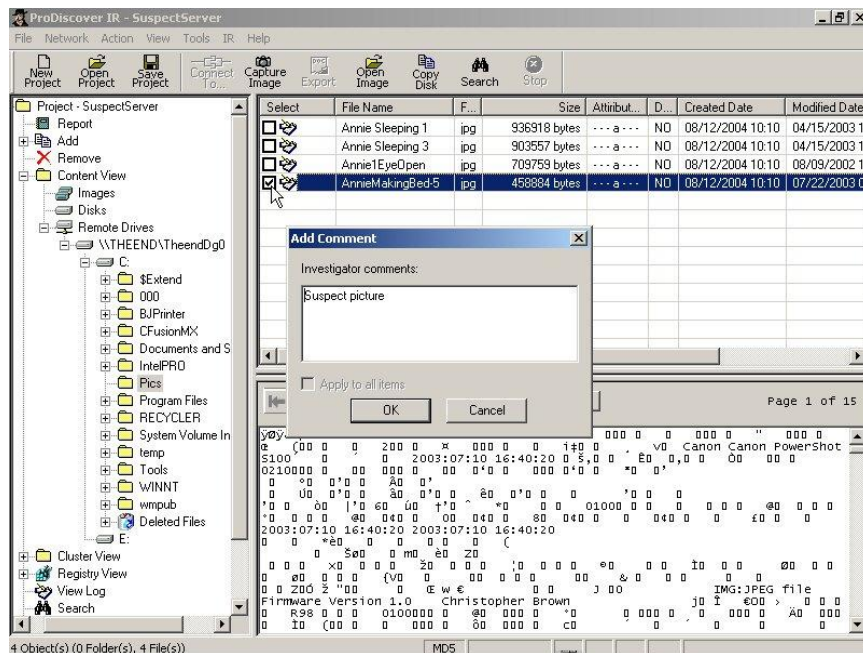 ProDiscover IR - SuspectServer
File Network Action View Tools IR Help
New Project
Open Project
Save Project
Connect To...
Capture Image
Export
Open Image
Copy Disk
Search
Stop
Project - SuspectServer
Report
Add
Remove
Content View
Images
Disks
Remote Drives
\\THEEND\TheendDg0
C:
$Extend
000
BJPrinter
CFusionMX
Documents and S
IntelPRO
Pics
Program Files
RECYCLER
System Volume In
temp
Tools
WINNT
wmpub
Deleted Files
E:
Cluster View
Registry View
View Log
Search
Select File Name F... Size Attribut... D... Created Date Modified Date
Annie Sleeping 1 jpg 936918 bytes ---a--- NO 08/12/2004 10:10 04/15/2003 1
Annie Sleeping 3 jpg 903557 bytes ---a--- NO 08/12/2004 10:10 04/15/2003 1
Annie1EyeOpen jpg 709759 bytes ---a--- NO 08/12/2004 10:10 08/09/2002 1
AnnieMakingBed-5 jpg 458884 bytes ---a--- NO 08/12/2004 10:10 07/22/2003 0
Add Comment
Investigator comments:
Suspect picture
Apply to all items
OK Cancel
Page 1 of 15
Canon Canon PowerShot
S100 2003:07:10 16:40:20
0210000
2003:07:10 16:40:20 2003:07:10 16:40:20
IMG:JPEG file
Firmware Version 1.0 Christopher Brown
R98 0100000
4 Object(s) (0 Folder(s), 4 File(s)) MD5